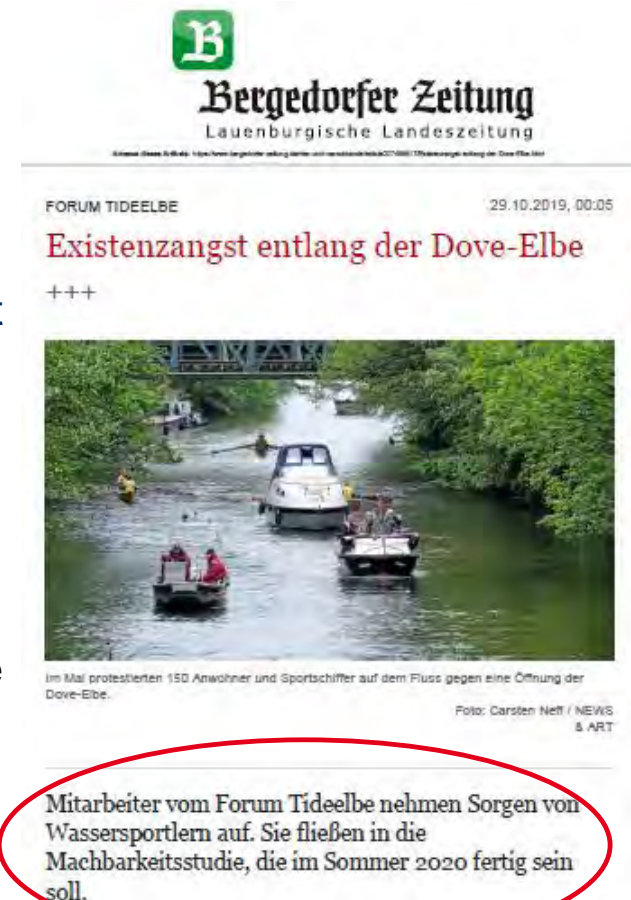 B
Bergedorfer Zeitung
Lauenburgische Landeszeitung
FORUM TIDEELBE
29.10.2019, 00:05
Existenzangst entlang der Dove-Elbe
+++
Im Mai protestierten 150 Anwohner und Sportschiffer auf dem Fluss gegen eine Öffnung der
Dove-Elbe.
Foto: Carsten Neff / NEWS
& ART
Mitarbeiter vom Forum Tideelbe nehmen Sorgen von
Wassersportlern auf. Sie fließen in die
Machbarkeitsstudie, die im Sommer 2020 fertig sein
soll.